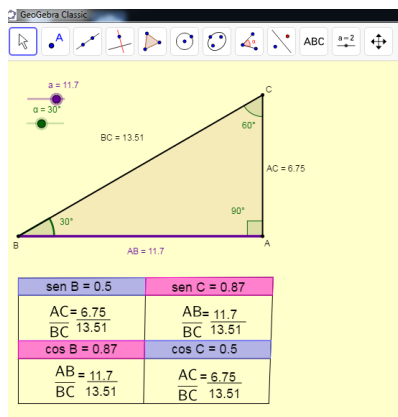 GeoGebra Classic
A
ABC
a=2
a = 11.7
α = 30°
C
60°
BC = 13.51
AC = 6.75
90°
30°
B
A
AB = 11.7
sen B = 0.5 sen C = 0.87
AC = 6.75 AB = 11.7
BC 13.51 BC 13.51
cos B = 0.87 cos C = 0.5
AB = 11.7 AC = 6.75
BC 13.51 BC 13.51